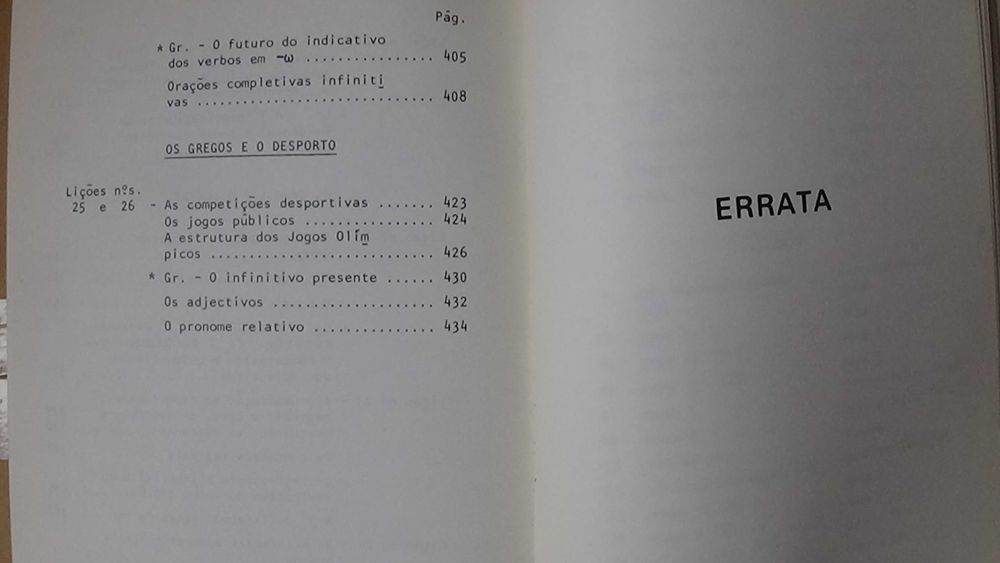 Pág.
* Gr. - O futuro do indicativo
dos verbos em -ω ................ 405
Orações completivas infiniti
vas .............................. 408
OS GREGOS E O DESPORTO
Lições nºs.
25 e 26 - As competições desportivas ....... 423
Os jogos públicos ................ 424
A estrutura dos Jogos Olím
picos ............................ 426
* Gr. - O infinitivo presente ...... 430
Os adjectivos .................... 432
O pronome relativo ............... 434
ERRATA